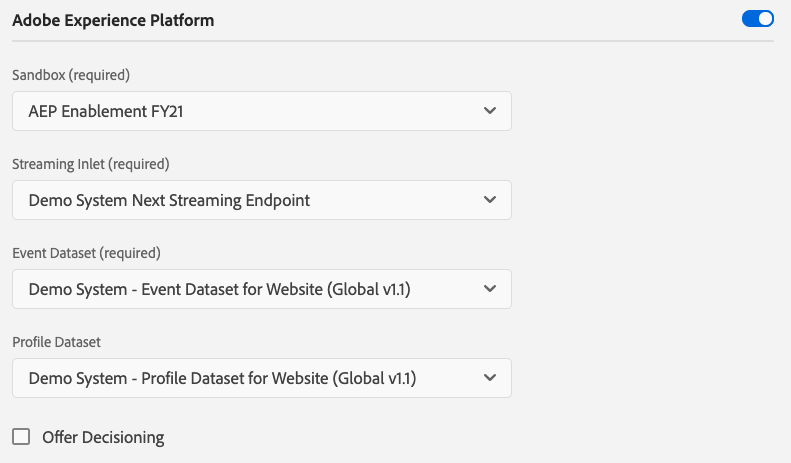 Adobe Experience Platform
Sandbox (required)
AEP Enablement FY21
Streaming Inlet (required)
Demo System Next Streaming Endpoint
Event Dataset (required)
Demo System - Event Dataset for Website (Global v1.1)
Profile Dataset
Demo System - Profile Dataset for Website (Global v1.1)
Offer Decisioning